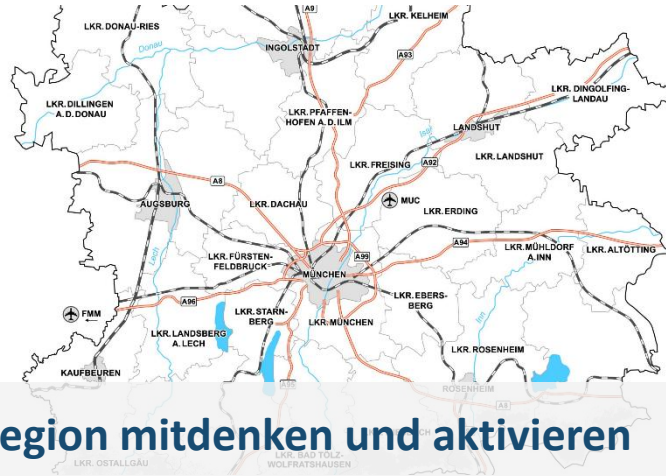 A9
LKR. KELHEIM
LKR. DONAU-RIES
Donau
INGOLSTADT
A93
LKR. DILLINGEN
A. D. DONAU
LKR. PFAFFEN-
HOFEN A. D. ILM
LKR. DINGOLFING-
LANDAU
Isar
LANDSHUT
LKR. FREISING
A92
LKR. LANDSHUT
A8
AUGSBURG
LKR. DACHAU
MUC
LKR. ERDING
Lech
LKR. FÜRSTEN-
FELDBRUCK
A99
A94
LKR. MÜHLDORF
A. INN
LKR. ALTÖTTING
MÜNCHEN
A96
FMM
LKR. STARN-
BERG
LKR. EBERS-
BERG
Inn
LKR. LANDSBERG
A. LECH
LKR. MÜNCHEN
LKR. ROSENHEIM
KAUFBEUREN
ROSENHEIM
A8
egion mitdenken und aktivieren
LKR. OSTALLGÄU
LKR. BAD TÖLZ-
WOLFRATSHAUSEN